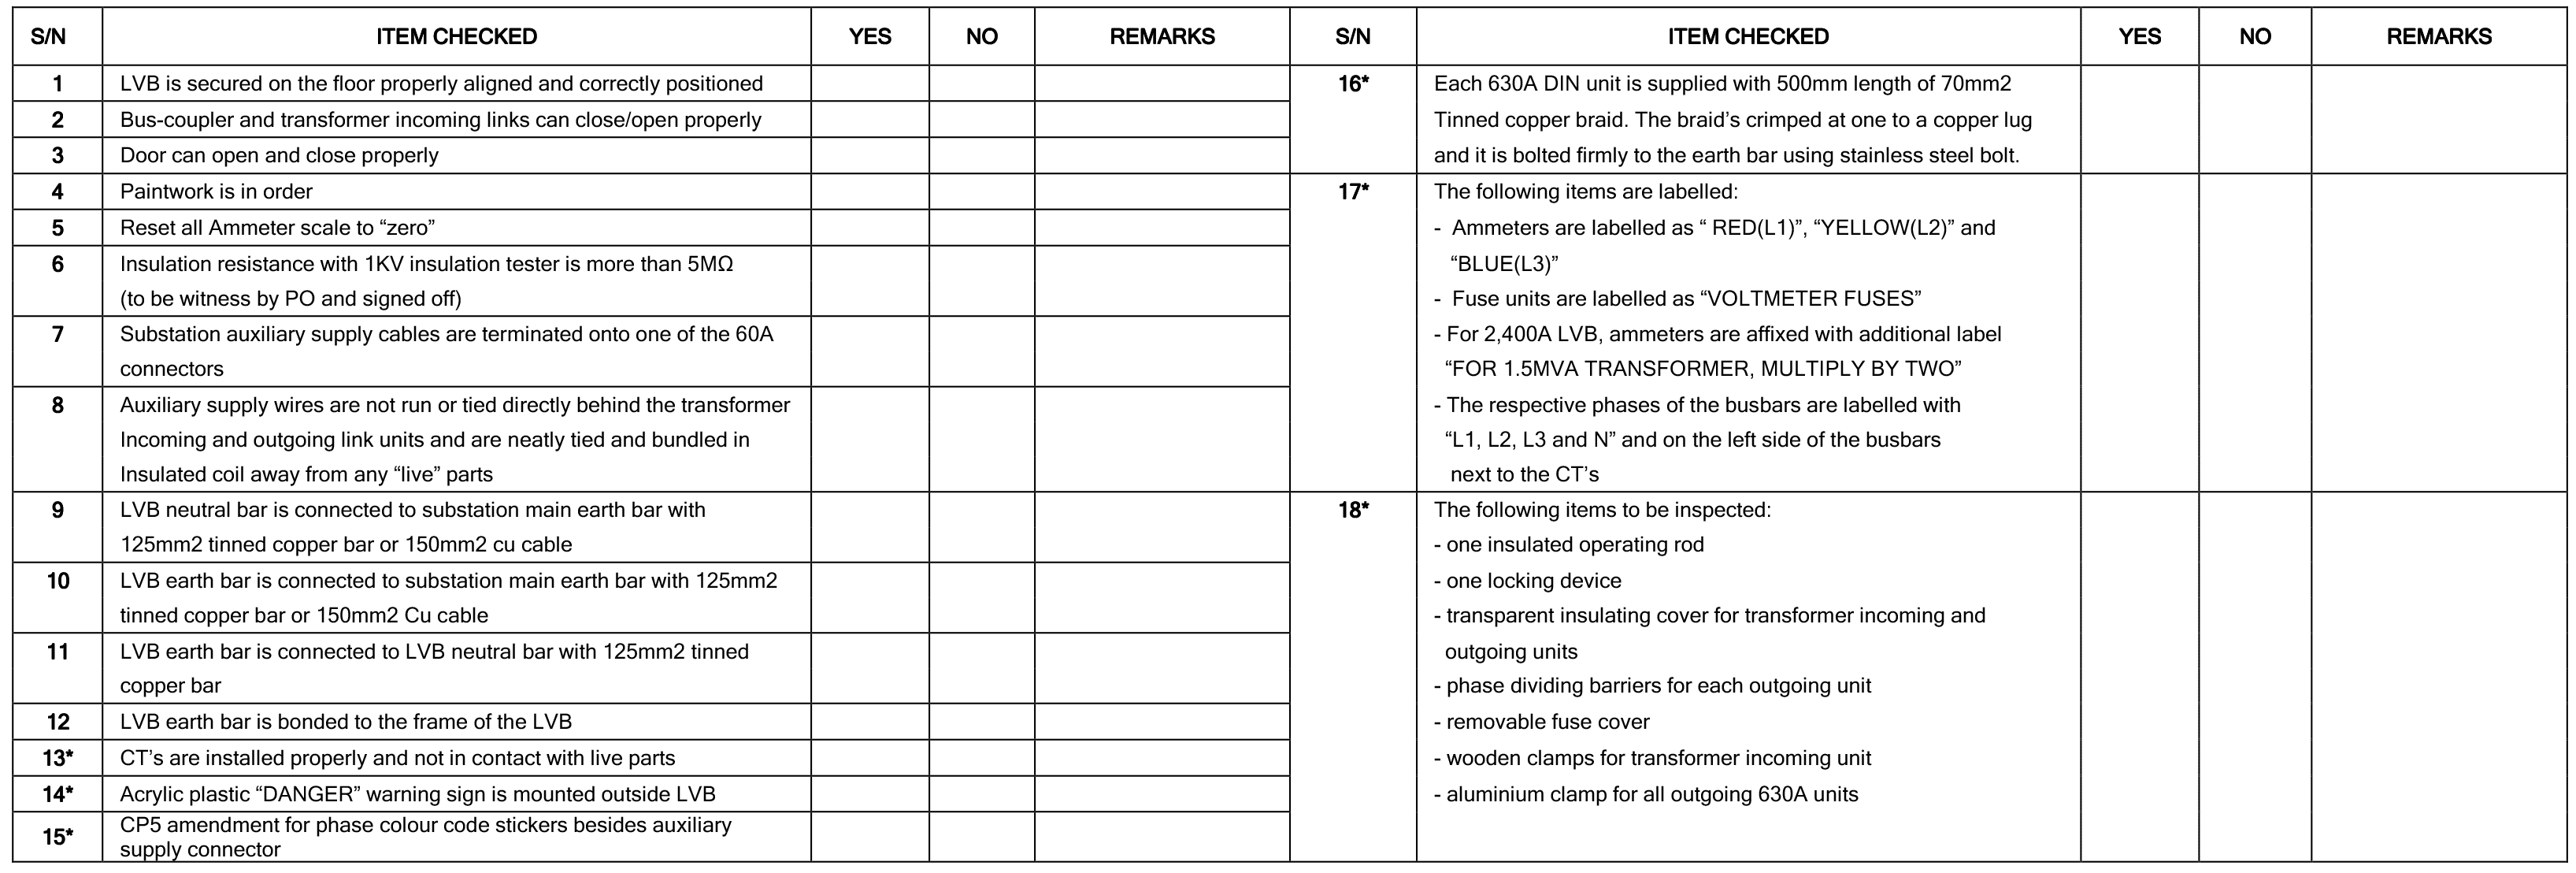 S/N ITEM CHECKED YES NO REMARKS
1 LVB is secured on the floor properly aligned and correctly positioned
2 Bus-coupler and transformer incoming links can close/open properly
3 Door can open and close properly
4 Paintwork is in order
5 Reset all Ammeter scale to “zero”
6 Insulation resistance with 1KV insulation tester is more than 5MΩ
(to be witness by PO and signed off)
7 Substation auxiliary supply cables are terminated onto one of the 60A
connectors
8 Auxiliary supply wires are not run or tied directly behind the transformer
Incoming and outgoing link units and are neatly tied and bundled in
Insulated coil away from any “live” parts
9 LVB neutral bar is connected to substation main earth bar with
125mm2 tinned copper bar or 150mm2 cu cable
10 LVB earth bar is connected to substation main earth bar with 125mm2
tinned copper bar or 150mm2 Cu cable
11 LVB earth bar is connected to LVB neutral bar with 125mm2 tinned
copper bar
12 LVB earth bar is bonded to the frame of the LVB
13* CT’s are installed properly and not in contact with live parts
14* Acrylic plastic “DANGER” warning sign is mounted outside LVB
15* CP5 amendment for phase colour code stickers besides auxiliary
supply connector
S/N ITEM CHECKED YES NO REMARKS
16* Each 630A DIN unit is supplied with 500mm length of 70mm2
Tinned copper braid. The braid’s crimped at one to a copper lug
and it is bolted firmly to the earth bar using stainless steel bolt.
17* The following items are labelled:
- Ammeters are labelled as “ RED(L1)”, “YELLOW(L2)” and
“BLUE(L3)”
- Fuse units are labelled as “VOLTMETER FUSES”
- For 2,400A LVB, ammeters are affixed with additional label
“FOR 1.5MVA TRANSFORMER, MULTIPLY BY TWO”
- The respective phases of the busbars are labelled with
“L1, L2, L3 and N” and on the left side of the busbars
next to the CT’s
18* The following items to be inspected:
- one insulated operating rod
- one locking device
- transparent insulating cover for transformer incoming and
outgoing units
- phase dividing barriers for each outgoing unit
- removable fuse cover
- wooden clamps for transformer incoming unit
- aluminium clamp for all outgoing 630A units